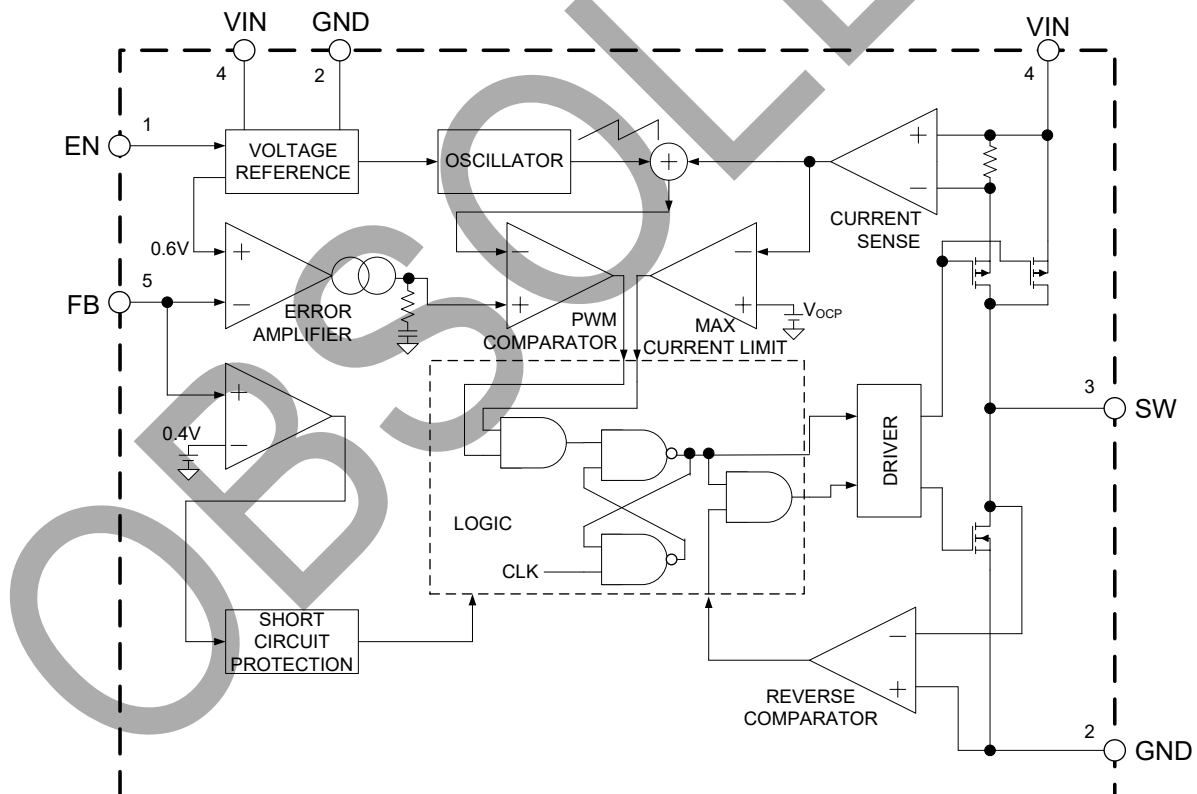 VIN
GND
VIN
4
2
4
EN
1
VOLTAGE
REFERENCE
OSCILLATOR
+
+
−
CURRENT
SENSE
0.6V
+
−
ERROR
AMPLIFIER
FB
5
−
+
PWM
COMPARATOR
−
+
MAX
CURRENT LIMIT
VOCP
+
−
0.4V
LOGIC
CLK
DRIVER
3
SW
SHORT
CIRCUIT
PROTECTION
−
+
REVERSE
COMPARATOR
2
GND
OBSOLE